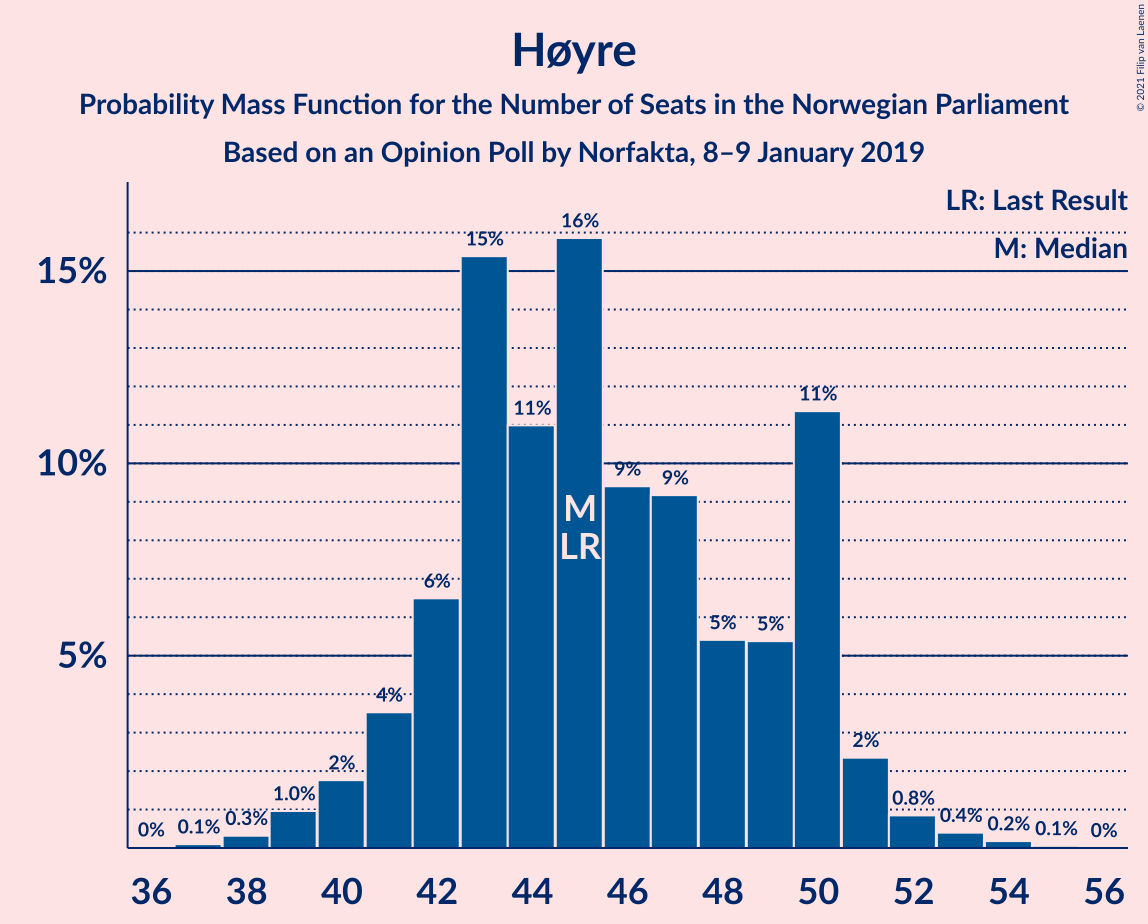 Høyre
Probability Mass Function for the Number of Seats in the Norwegian Parliament
Based on an Opinion Poll by Norfakta, 8–9 January 2019
© 2021 Filip van Laenen
LR: Last Result
M: Median
15%
10%
5%
0%
0.1%
0.3%
1.0%
2%
4%
6%
15%
11%
16%
9%
9%
5%
5%
11%
2%
0.8%
0.4%
0.2%
0.1%
0%
M
LR
36 38 40 42 44 46 48 50 52 54 56